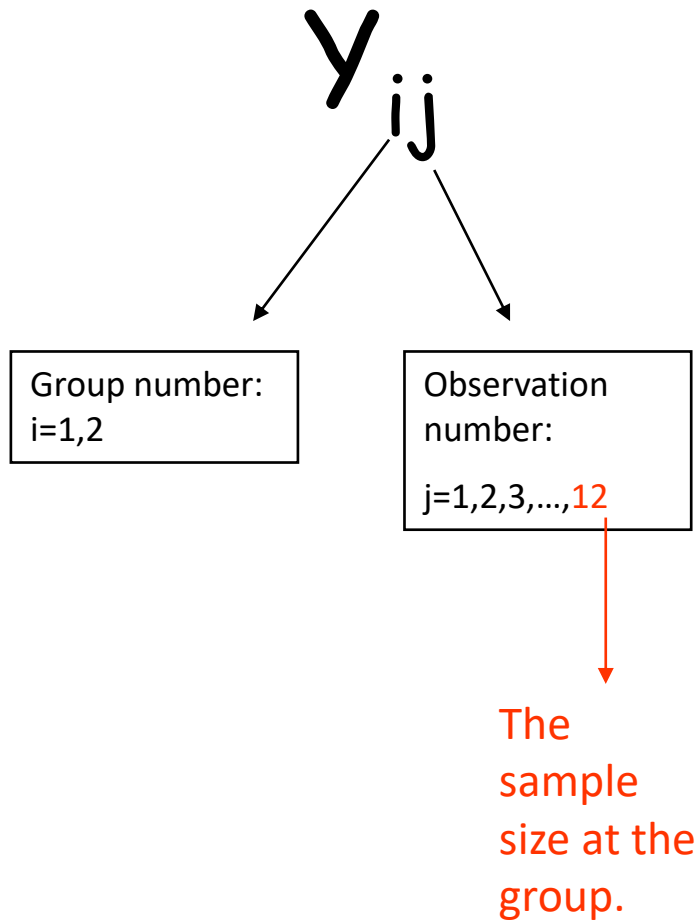 y
ij
Group number:
i=1,2
Observation
number:
j=1,2,3,...,12
The
sample
size at the
group.